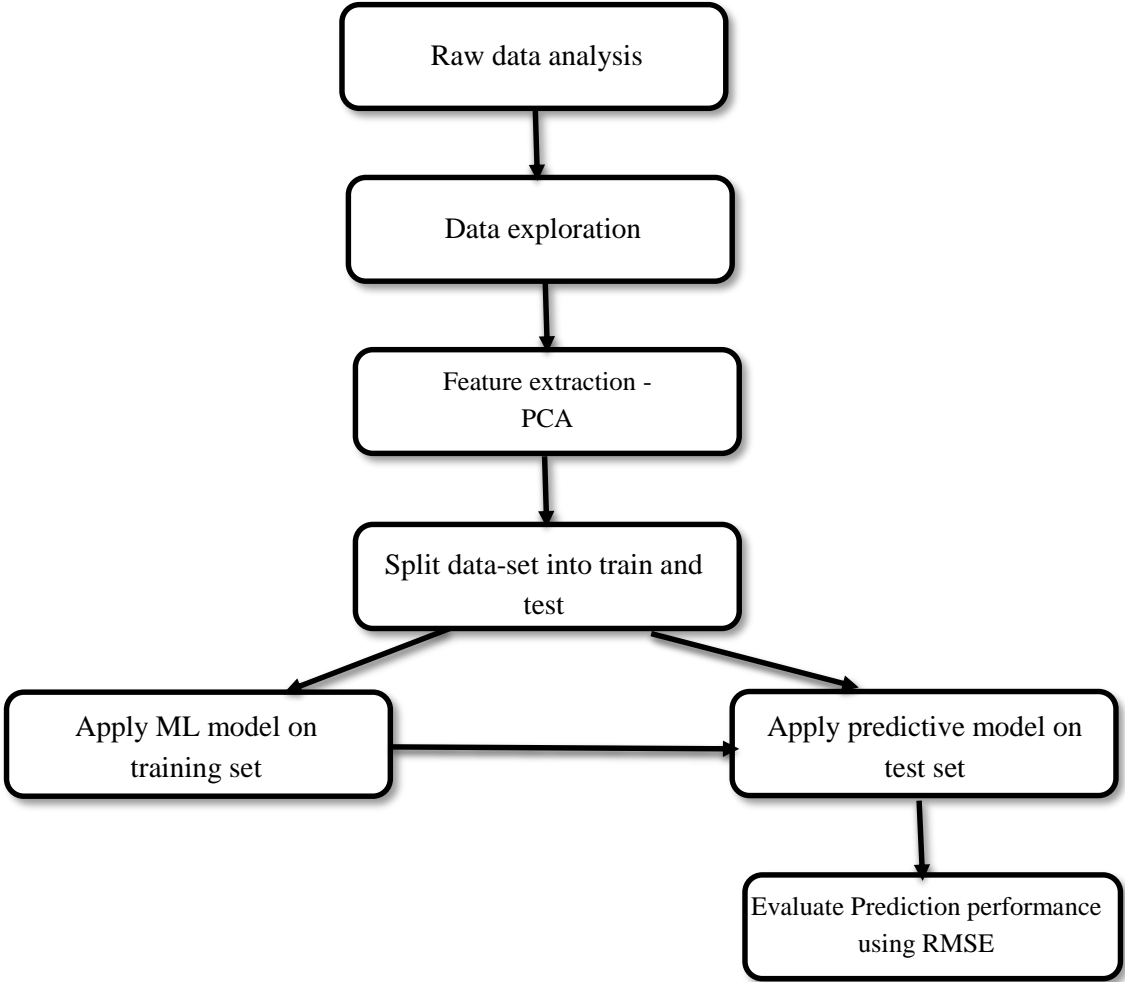 Raw data analysis
Data exploration
Feature extraction -
PCA
Split data-set into train and
test
Apply ML model on
training set
Apply predictive model on
test set
Evaluate Prediction performance
using RMSE